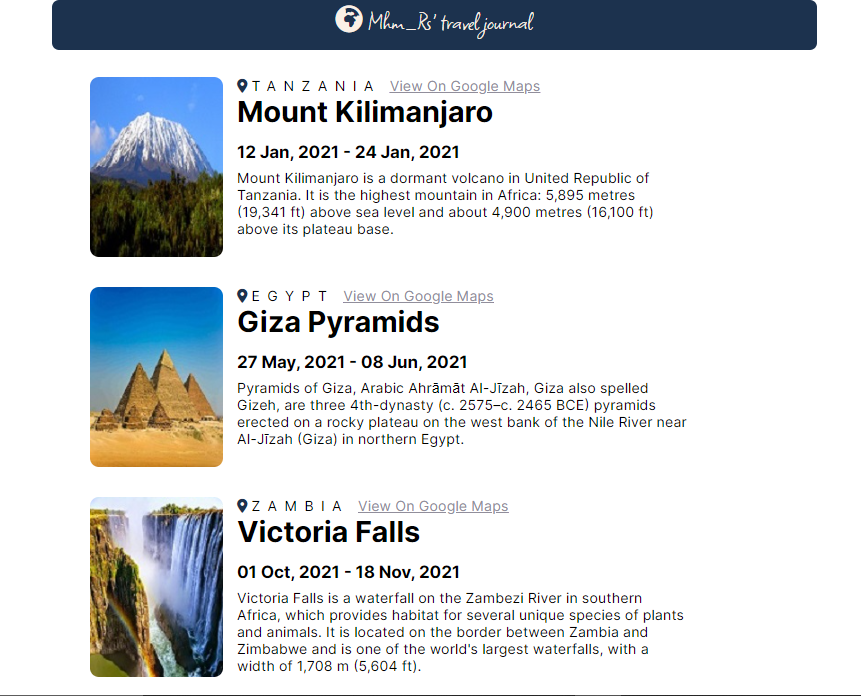 Mhm_Rs' travel journal
TANZANIA View On Google Maps
Mount Kilimanjaro
12 Jan, 2021 - 24 Jan, 2021
Mount Kilimanjaro is a dormant volcano in United Republic of
Tanzania. It is the highest mountain in Africa: 5,895 metres
(19,341 ft) above sea level and about 4,900 metres (16,100 ft)
above its plateau base.
EGYPT View On Google Maps
Giza Pyramids
27 May, 2021 - 08 Jun, 2021
Pyramids of Giza, Arabic Ahrāmāt Al-Jīzah, Giza also spelled
Gizeh, are three 4th-dynasty (c. 2575–c. 2465 BCE) pyramids
erected on a rocky plateau on the west bank of the Nile River near
Al-Jīzah (Giza) in northern Egypt.
ZAMBIA View On Google Maps
Victoria Falls
01 Oct, 2021 - 18 Nov, 2021
Victoria Falls is a waterfall on the Zambezi River in southern
Africa, which provides habitat for several unique species of plants
and animals. It is located on the border between Zambia and
Zimbabwe and is one of the world's largest waterfalls, with a
width of 1,708 m (5,604 ft).